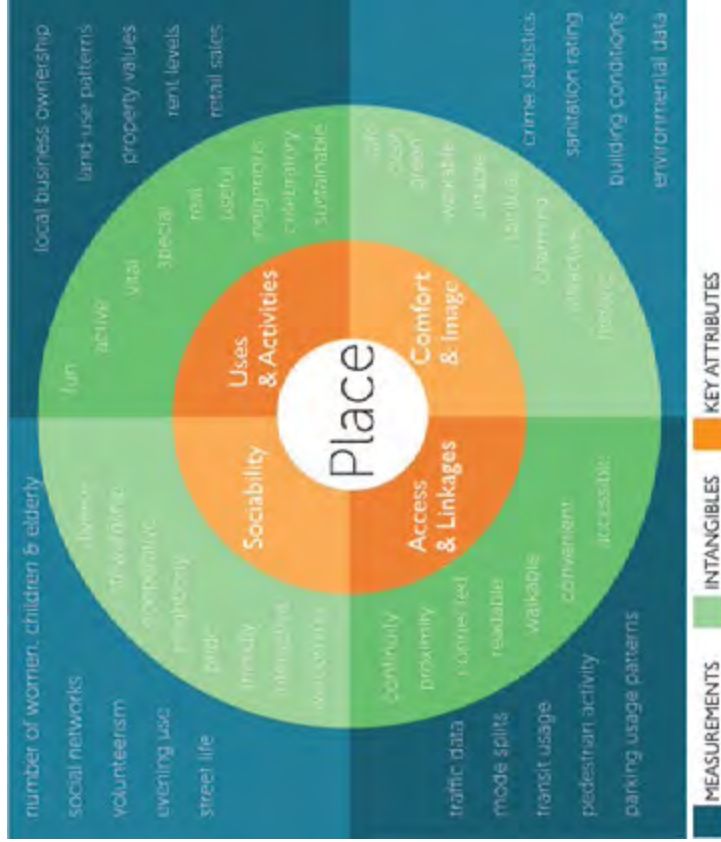 number of women, children & elderly
social networks
volunteerism
evening use
street life
local business ownership
land-use patterns
property values
rent levels
retail sales
diverse
stewardship
cooperative
neighborly
pride
friendly
interactive
welcoming
fun
active
vital
special
real
useful
indigenous
celebratory
sustainable
Sociability
Uses
& Activities
Place
Access
& Linkages
Comfort
& Image
continuity
proximity
connected
readable
walkable
convenient
accessible
safe
clean
green
walkable
sittable
spiritual
charming
attractive
historic
traffic data
mode splits
transit usage
pedestrian activity
parking usage patterns
crime statistics
sanitation rating
building conditions
environmental data
MEASUREMENTS
INTANGIBLES
KEY ATTRIBUTES